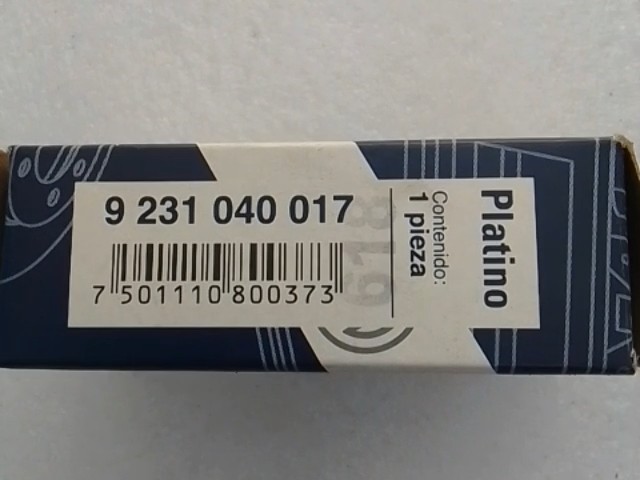 9 231 040 017
7 501110 800373
Platino
Contenido:
1 pieza